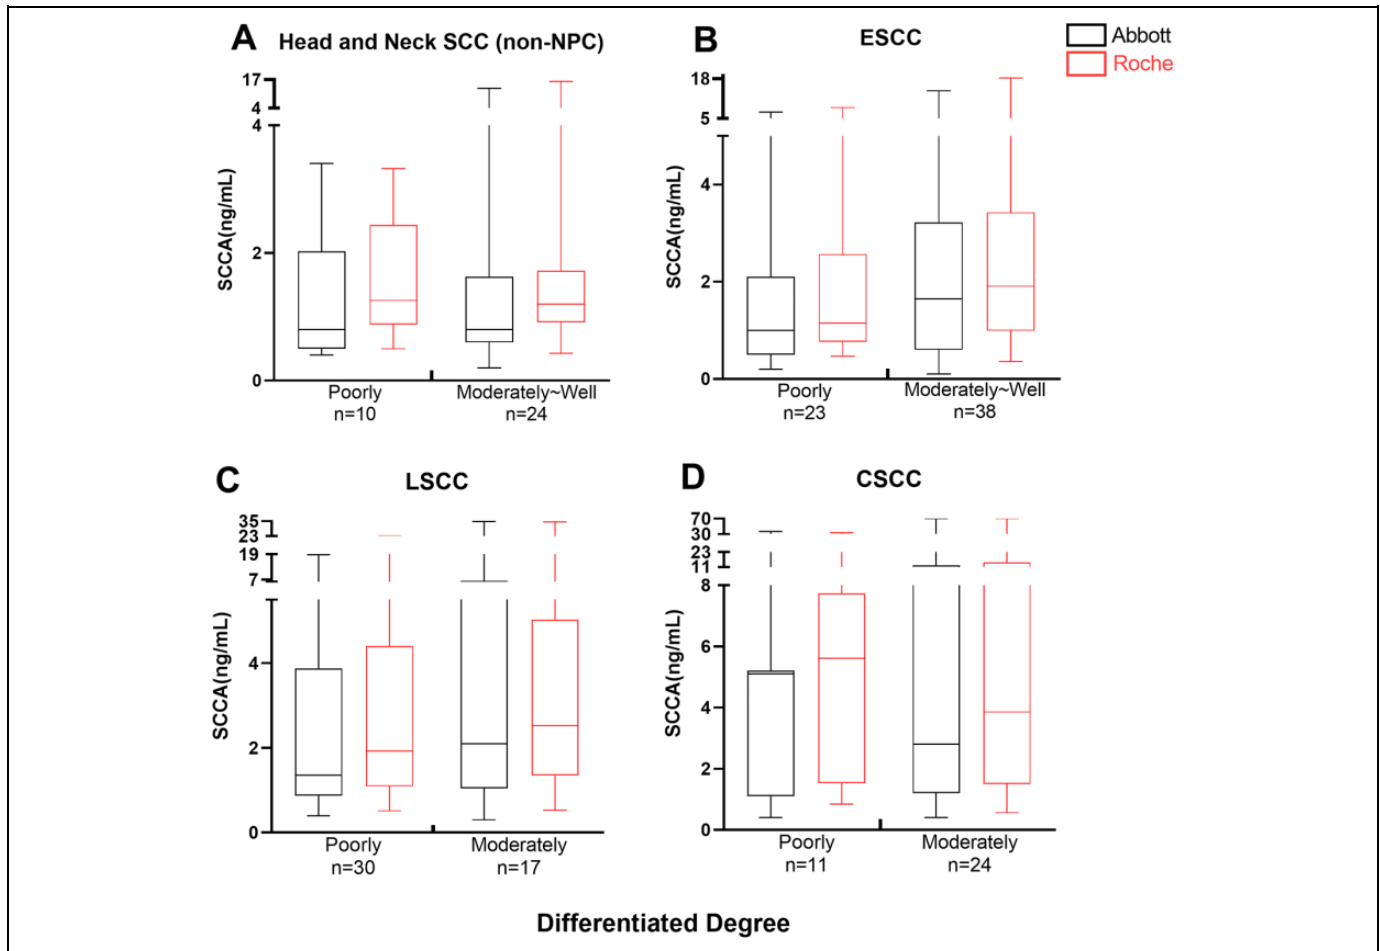 A Head and Neck SCC (non-NPC)
17
4
4
2
0
SCCA(ng/mL)
Poorly Moderately~Well
n=10 n=24
B ESCC
18
5
4
2
0
SCCA(ng/mL)
Poorly Moderately~Well
n=23 n=38
Abbott
Roche
C LSCC
35
23
19
7
4
2
0
SCCA(ng/mL)
Poorly Moderately
n=30 n=17
D CSCC
70
30
23
11
8
6
4
2
0
SCCA(ng/mL)
Poorly Moderately
n=11 n=24
Differentiated Degree